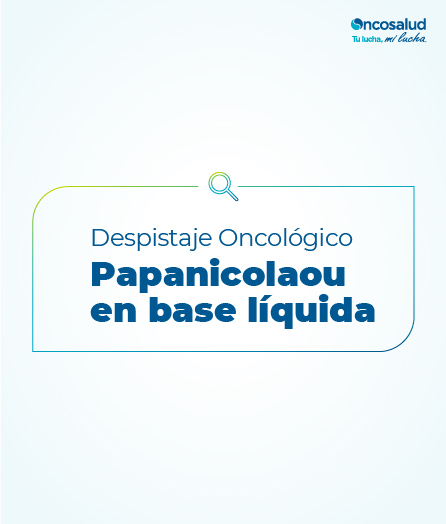 Oncosalud
Tu lucha, mi lucha.
Despistaje Oncológico
Papanicolaou
en base líquida